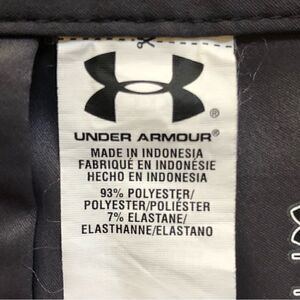 UNDER ARMOUR®
MADE IN INDONESIA
FABRIQUÉ EN INDONÉSIE
HECHO EN INDONESIA
93% POLYESTER/
POLYESTER/POLIÉSTER
7% ELASTANE/
ELASTHANNE/ELASTANO